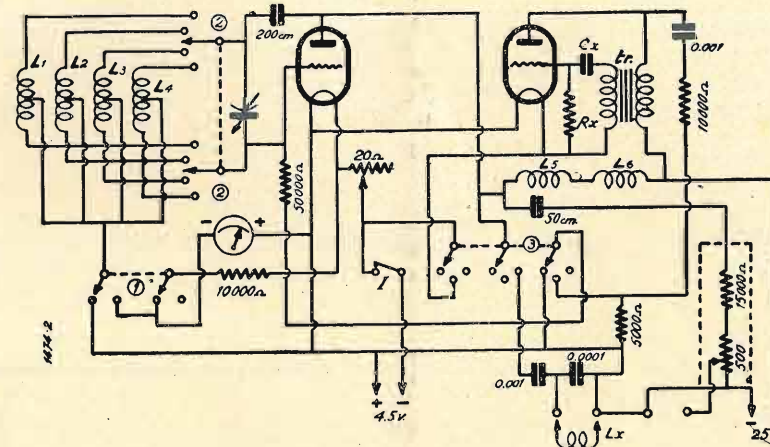 L1
L2
L3
L4
②
②
200cm
50000Ω
20Ω
- +
①
10000Ω
I
+ -
4.5v.
Cx
tr.
Rx
0.001
10000Ω
L5
L6
50cm.
③
5000Ω
0.001
0.0001
Lx
15000Ω
500
-
25
1474·2